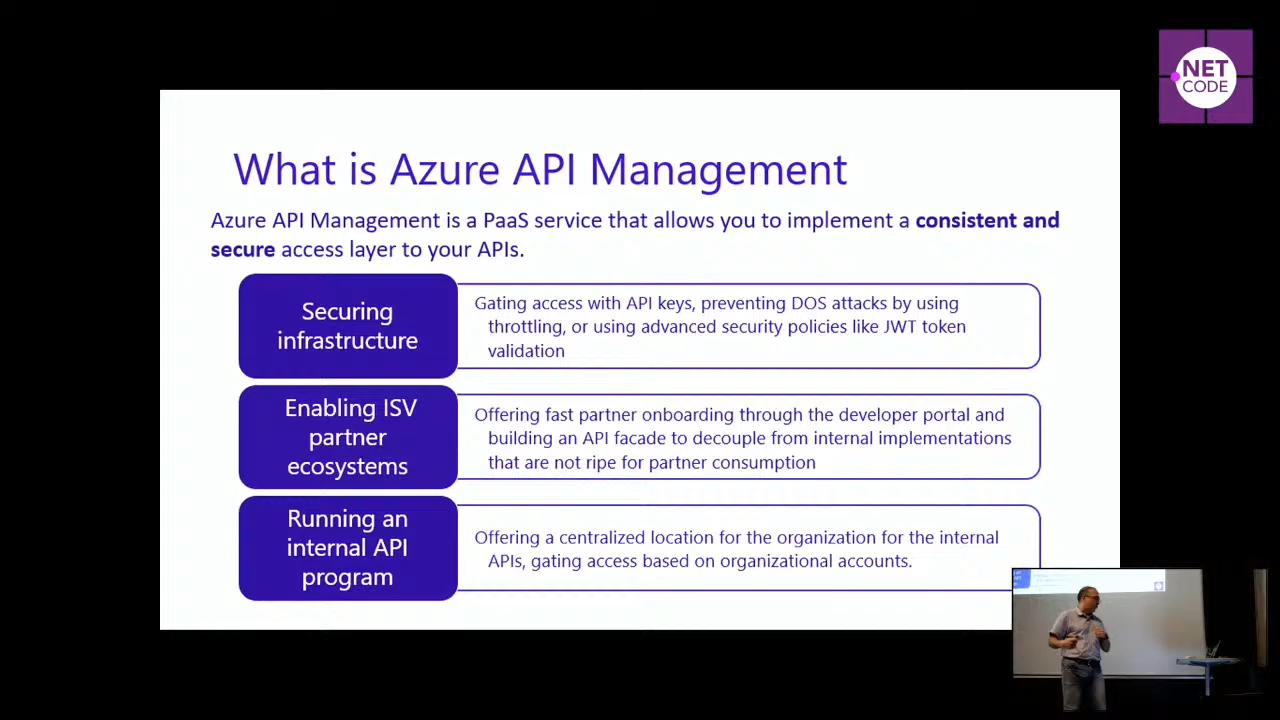 NET
CODE
What is Azure API Management
Azure API Management is a PaaS service that allows you to implement a consistent and
secure access layer to your APIs.
Securing
infrastructure
Gating access with API keys, preventing DOS attacks by using
throttling, or using advanced security policies like JWT token
validation
Enabling ISV
partner
ecosystems
Offering fast partner onboarding through the developer portal and
building an API facade to decouple from internal implementations
that are not ripe for partner consumption
Running an
internal API
program
Offering a centralized location for the organization for the internal
APIs, gating access based on organizational accounts.